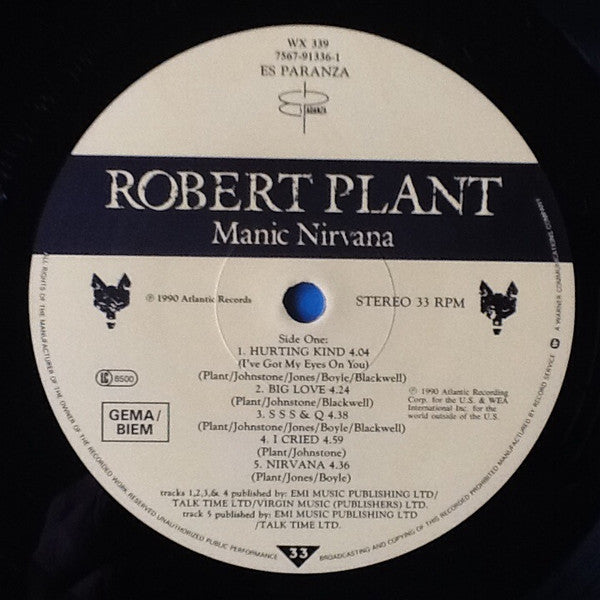 WX 339
7567-91336-1
ES PARANZA
ROBERT PLANT
Manic Nirvana
℗ 1990 Atlantic Records
STEREO 33 RPM
Side One:
1. HURTING KIND 4.04
(I've Got My Eyes On You)
(Plant/Johnstone/Jones/Boyle/Blackwell)
2. BIG LOVE 4.24
(Plant/Johnstone/Jones/Boyle/Blackwell)
3. S S S & Q 4.38
(Plant/Johnstone/Jones/Boyle/Blackwell)
4. I CRIED 4.59
(Plant/Johnstone)
5. NIRVANA 4.36
(Plant/Jones/Boyle)
LC 8500
GEMA/
BIEM
℗ 1990 Atlantic Recording
Corp. for the U.S. & WEA
International Inc. for the
world outside of the U.S.
tracks 1,2,3,& 4 published by: EMI MUSIC PUBLISHING LTD/
TALK TIME LTD/VIRGIN MUSIC (PUBLISHERS) LTD.
track 5 published by: EMI MUSIC PUBLISHING LTD
/TALK TIME LTD.
33
ALL RIGHTS OF THE MANUFACTURER OF THE OWNER OF THE RECORDED WORK RESERVED UNAUTHORIZED PUBLIC PERFORMANCE
BROADCASTING AND COPYING OF THIS RECORD PROHIBITED MANUFACTURED BY RECORD SERVICE
A WARNER COMMUNICATIONS COMPANY.